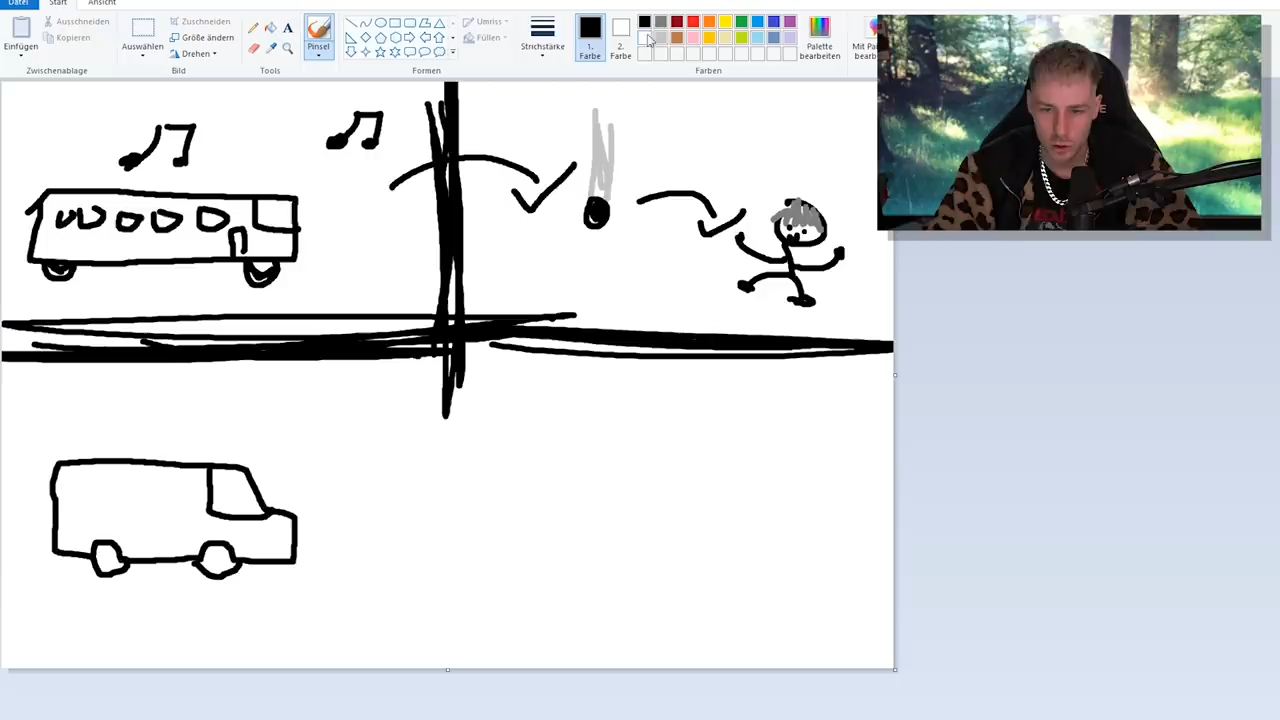 Datei Start Ansicht
Einfügen
Ausschneiden
Kopieren
Zwischenablage
Auswählen
Zuschneiden
Größe ändern
Drehen
Bild
A
Pinsel
Tools
Umriss
Füllen
Formen
Strichstärke
1.
Farbe
2.
Farbe
Palette
bearbeiten
Farben